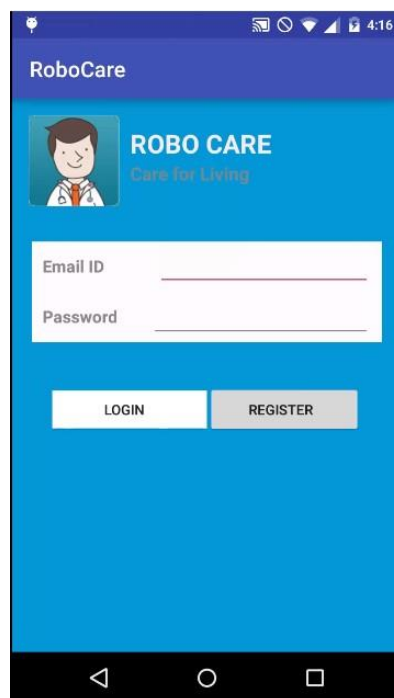 4:16
RoboCare
ROBO CARE
Care for Living
Email ID
Password
LOGIN REGISTER